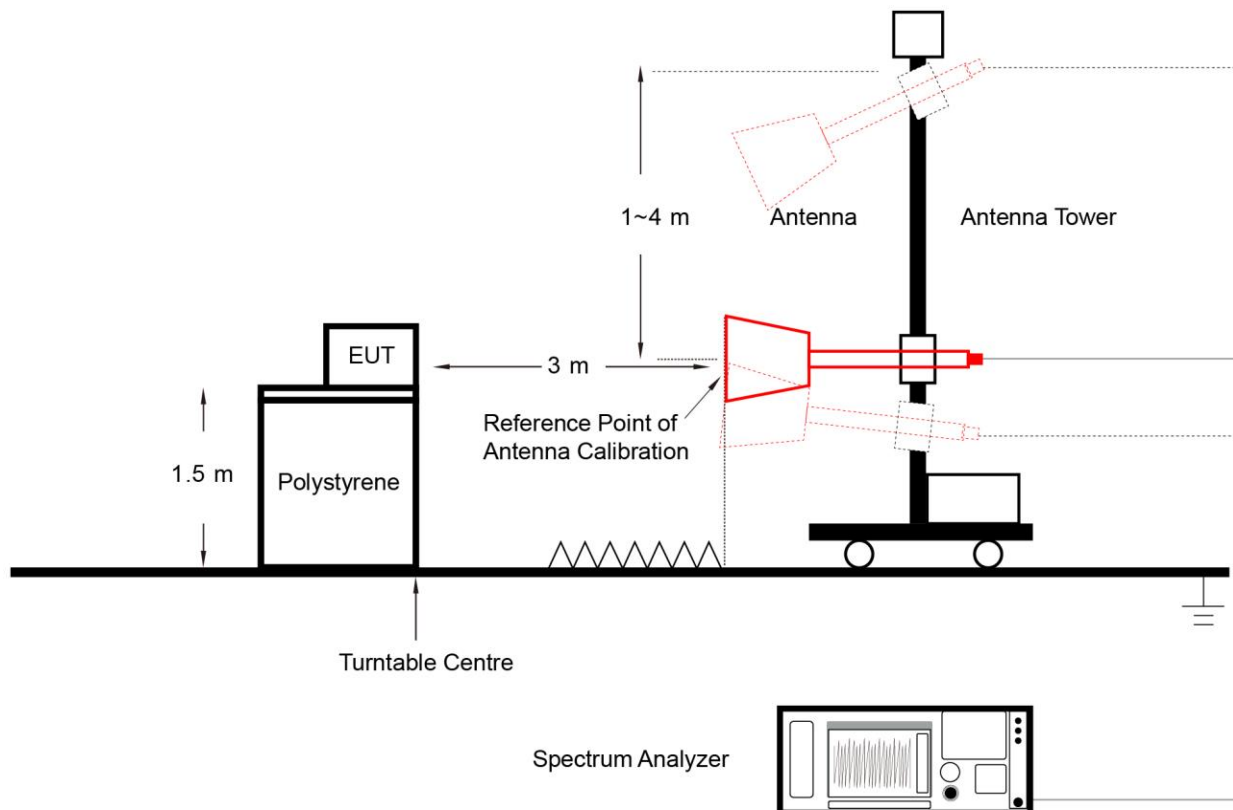 1~4 m
Antenna
Antenna Tower
EUT
3 m
Reference Point of
Antenna Calibration
1.5 m
Polystyrene
Turntable Centre
Spectrum Analyzer